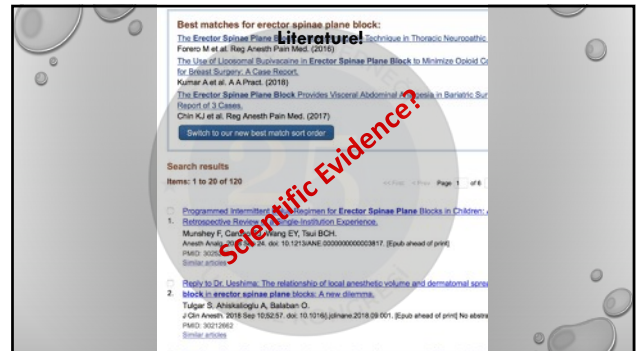 Best matches for erector spinae plane block:
Literature!
The Erector Spinae Plane Technique in Thoracic Neuropathic
Forero M et al. Reg Anesth Pain Med. (2016)
The Use of Liposomal Bupivacaine in Erector Spinae Plane Block to Minimize Opioid
for Breast Surgery: A Case Report.
Kumar A et al. A A Pract. (2018)
The Erector Spinae Plane Block Provides Visceral Abdominal Analgesia in Bariatric
Report of 3 Cases.
Chin KJ et al. Reg Anesth Pain Med. (2017)
Switch to our new best match sort order
Scientific Evidence?
Search results
Items: 1 to 20 of 120
<< First < Prev Page 1 of 6
Programmed Intermittent Regimen for Erector Spinae Plane Blocks in Children:
1. Retrospective Review Single-Institution Experience.
Munshey F, Wang EY, Tsui BCH.
Anesth Analg. 24. doi: 10.1213/ANE.0000000000003817. [Epub ahead of print]
PMID:
Similar articles
Reply to Dr. Ueshima: The relationship of local anesthetic volume and dermatomal
2. block in erector spinae plane blocks: A new dilemma.
Tulgar S, Ahiskalioglu A, Balaban O.
J Clin Anesth. 2018 Sep 10;52:57. doi: 10.1016/j.jclinane.2018.09.001. [Epub ahead of print] No
PMID: 30212662
Similar articles